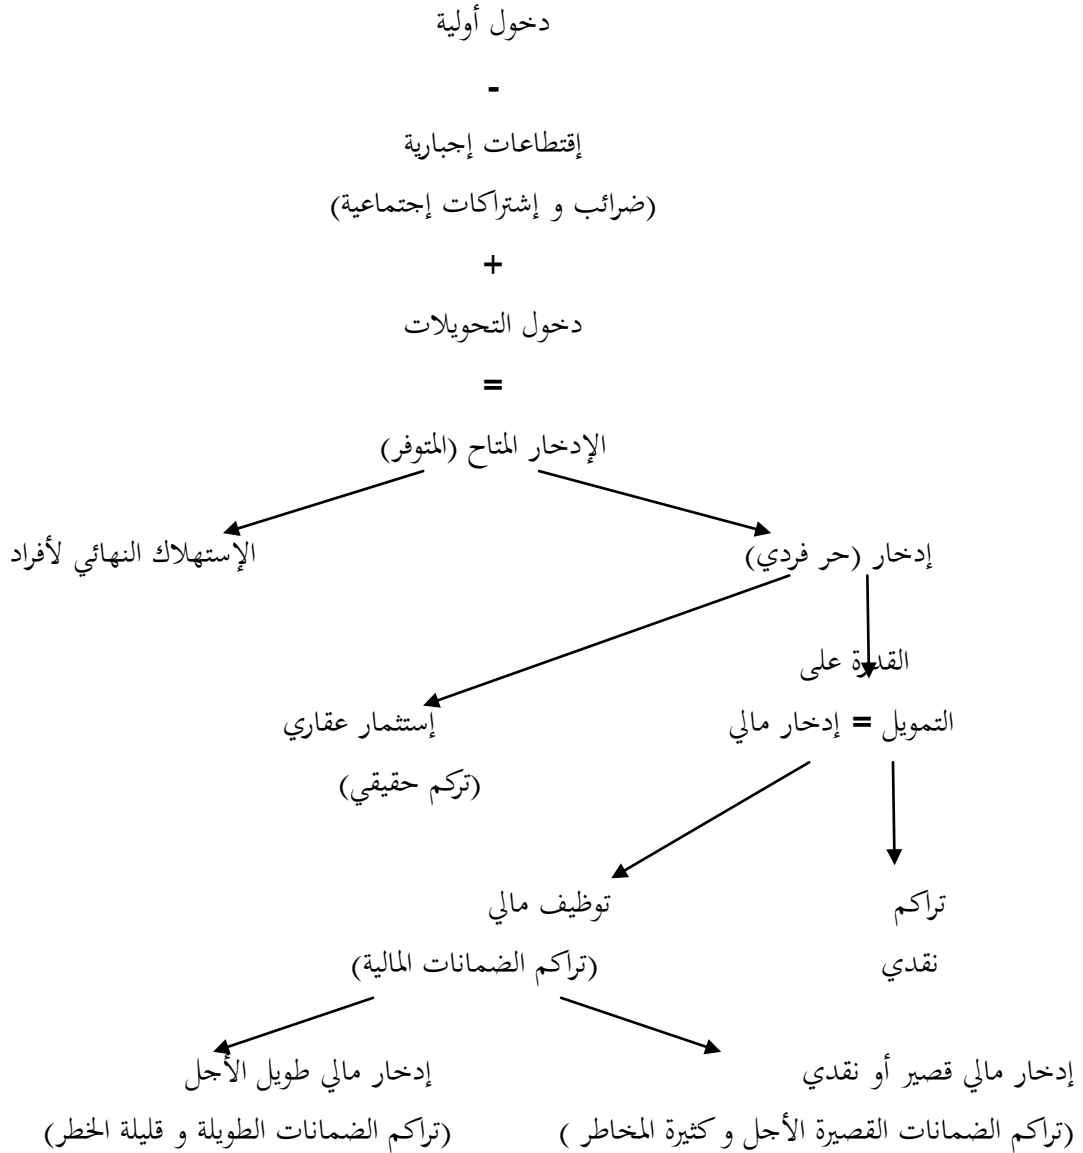 دخول أولية
-
إقتطاعات إجبارية
(ضرائب و إشتراكات إجتماعية)
+
دخول التحويلات
=
الإدخار المتاح (المتوفر)
إدخار (حر فردي)
الإستهلاك النهائي لأفراد
القدرة على
التمويل = إدخار مالي
إستثمار عقاري
(تركم حقيقي)
تراكم
نقدي
توظيف مالي
(تراكم الضمانات المالية)
إدخار مالي قصير أو نقدي
(تراكم الضمانات القصيرة الأجل و كثيرة المخاطر )
إدخار مالي طويل الأجل
(تراكم الضمانات الطويلة و قليلة الخطر)